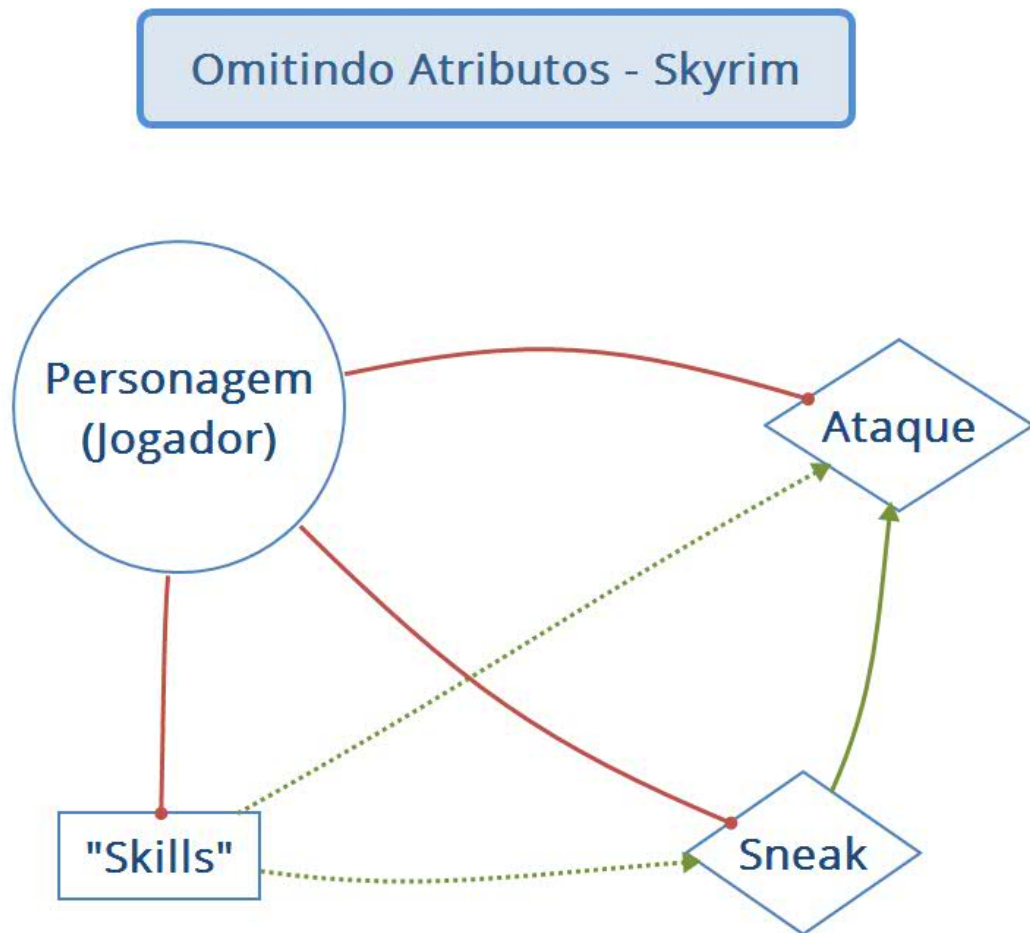 Omitindo Atributos - Skyrim
Personagem
(Jogador)
Ataque
"Skills"
Sneak